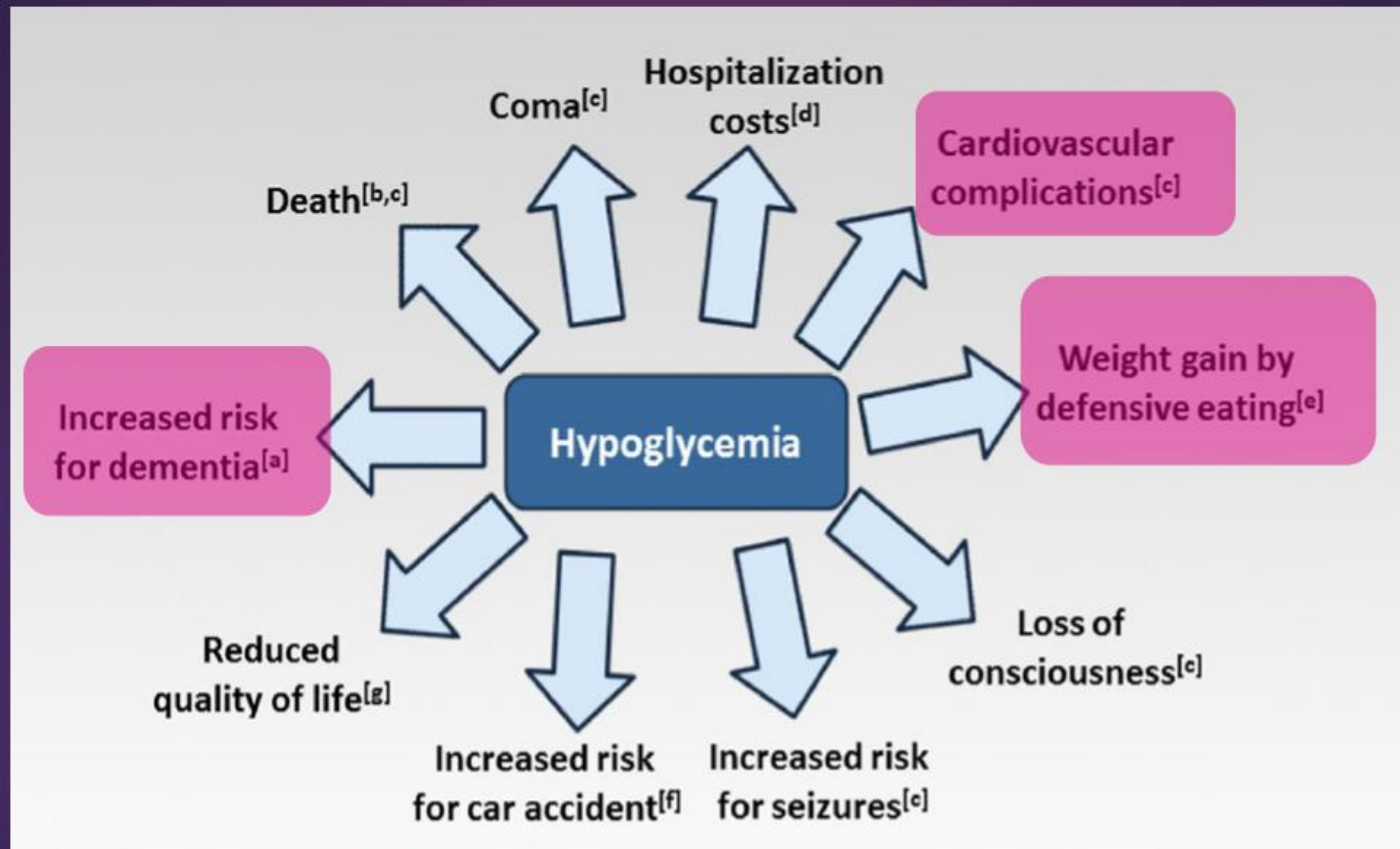 Hospitalization
costs[d]
Coma[c]
Cardiovascular
complications[c]
Death[b,c]
Weight gain by
defensive eating[e]
Increased risk
for dementia[a]
Hypoglycemia
Loss of
consciousness[c]
Reduced
quality of life[g]
Increased risk
for car accident[f]
Increased risk
for seizures[c]